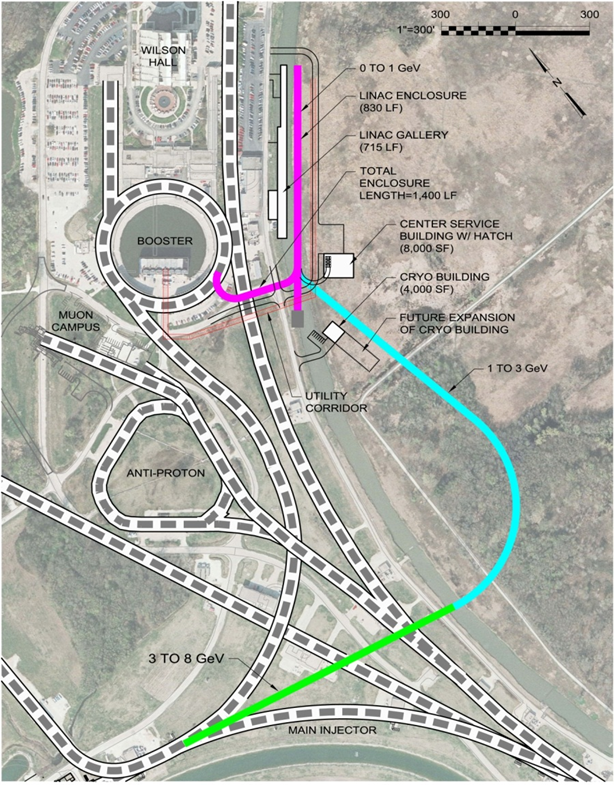 300
0
300
1"=300'
N
WILSON
HALL
0 TO 1 GeV
LINAC ENCLOSURE
(830 LF)
LINAC GALLERY
(715 LF)
TOTAL
ENCLOSURE
LENGTH=1,400 LF
BOOSTER
CENTER SERVICE
BUILDING W/ HATCH
(8,000 SF)
CRYO BUILDING
(4,000 SF)
MUON
CAMPUS
FUTURE EXPANSION
OF CRYO BUILDING
1 TO 3 GeV
UTILITY
CORRIDOR
ANTI-PROTON
3 TO 8 GeV
MAIN INJECTOR